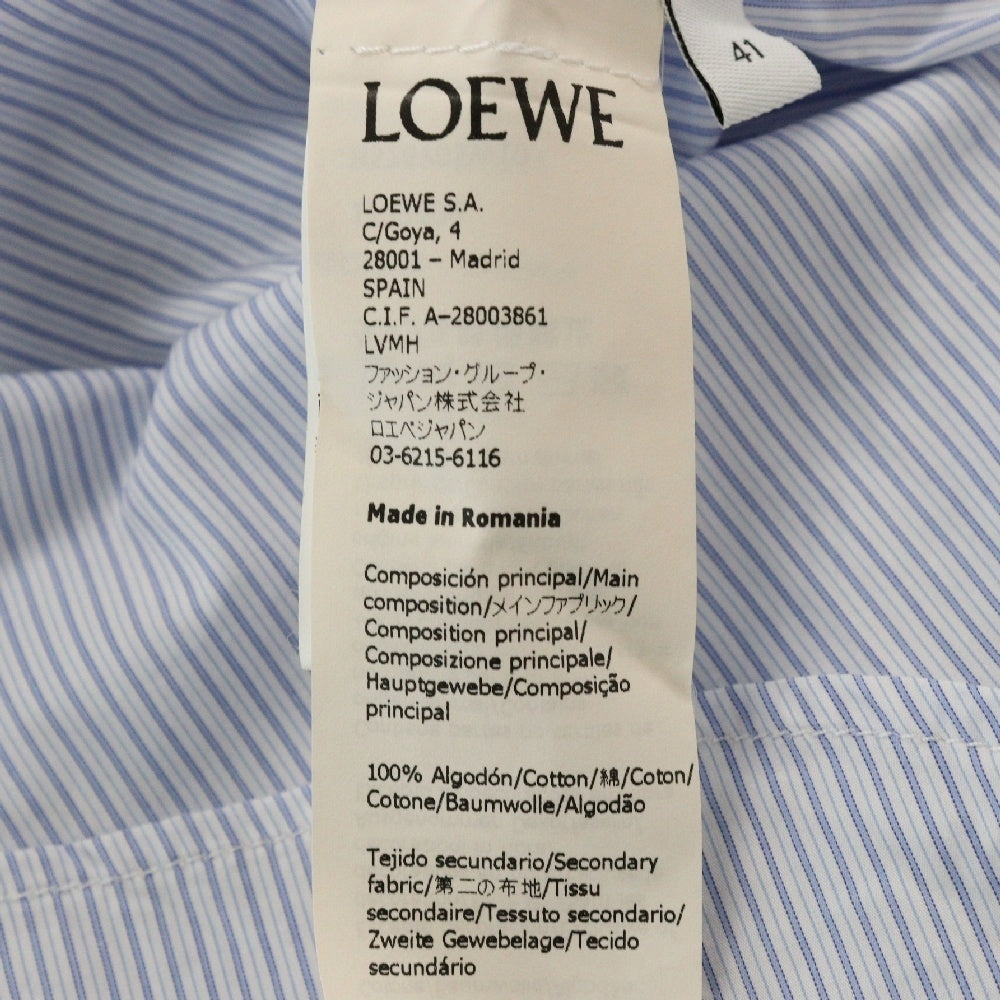 41
LOEWE
LOEWE S.A.
C/Goya, 4
28001 – Madrid
SPAIN
C.I.F. A–28003861
LVMH
ファッション・グループ・
ジャパン株式会社
ロエベジャパン
03-6215-6116
Made in Romania
Composición principal/Main
composition/メインファブリック/
Composition principal/
Composizione principale/
Hauptgewebe/Composição
principal
100% Algodón/Cotton/綿/Coton/
Cotone/Baumwolle/Algodão
Tejido secundario/Secondary
fabric/第二の布地/Tissu
secondaire/Tessuto secondario/
Zweite Gewebelage/Tecido
secundário